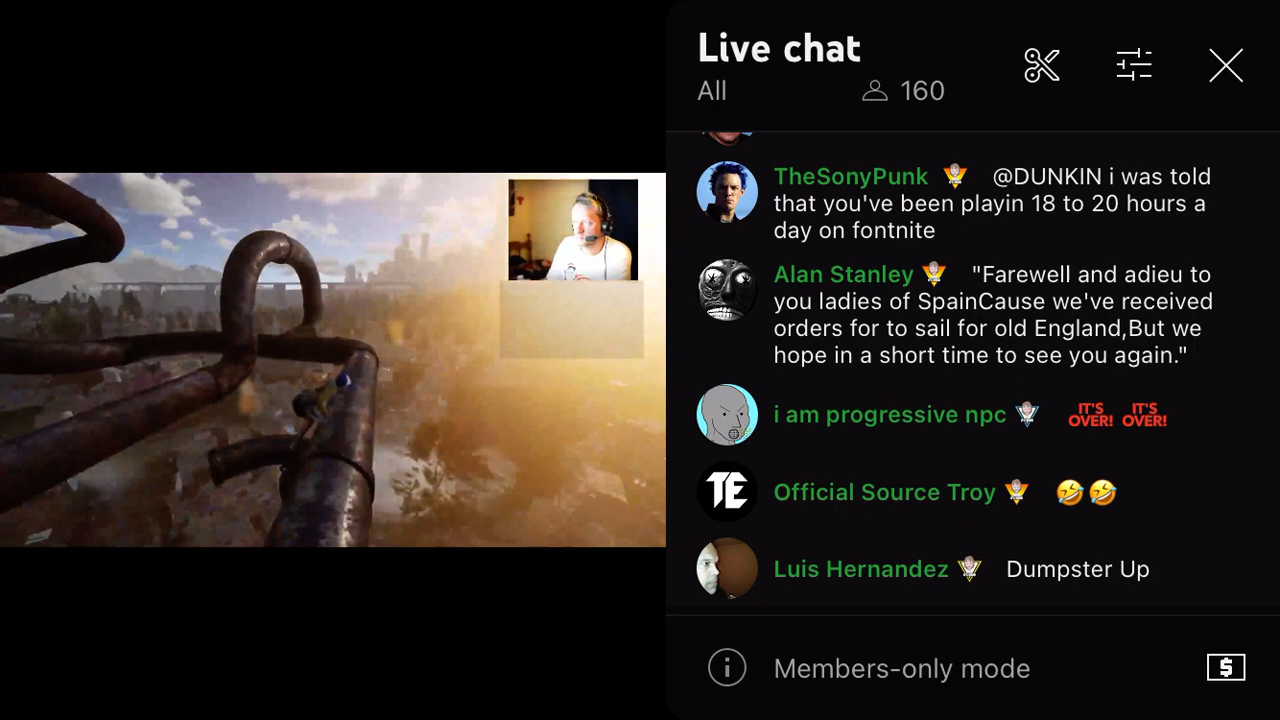 Live chat
All 160
TheSonyPunk @DUNKIN i was told
that you've been playin 18 to 20 hours a
day on fontnite
Alan Stanley "Farewell and adieu to
you ladies of SpainCause we've received
orders for to sail for old England,But we
hope in a short time to see you again."
i am progressive npc IT'S OVER! IT'S OVER!
TE
Official Source Troy 🤣🤣
Luis Hernandez Dumpster Up
Members-only mode $